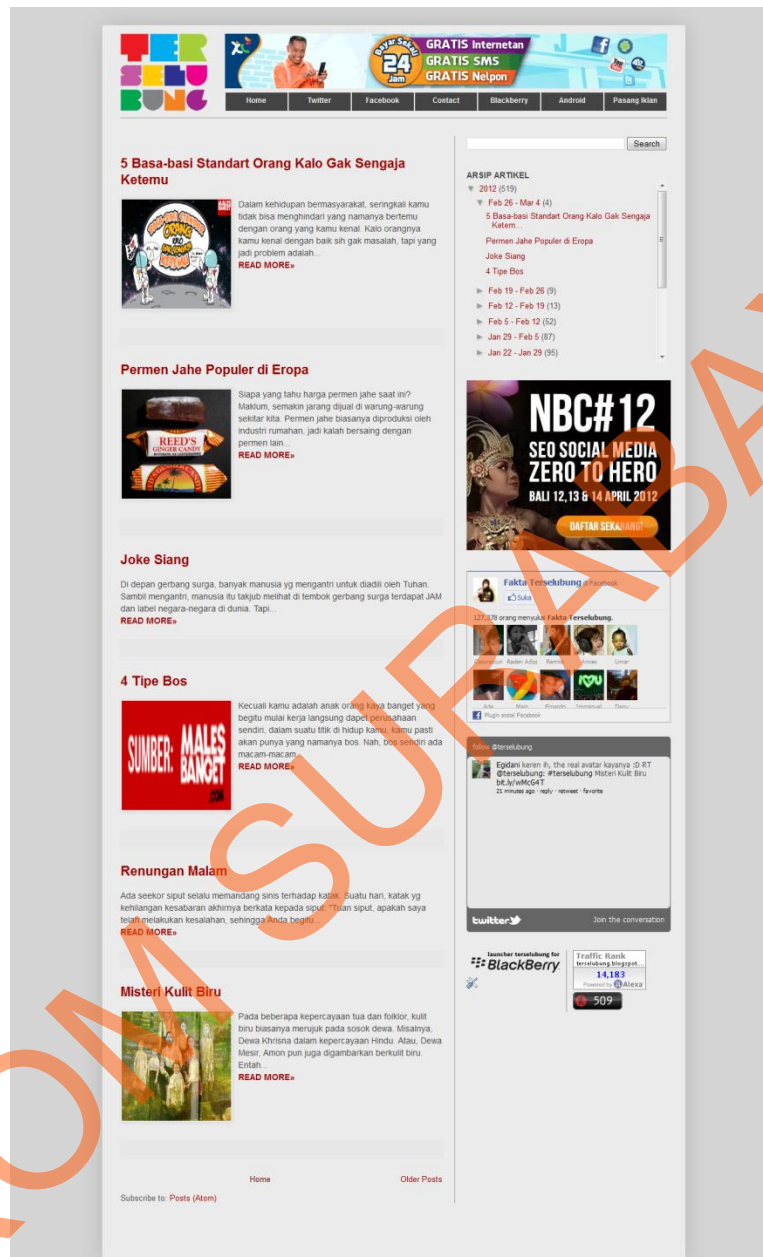 TER
SELU
BUNG
XL
Bayar Sekali
24
Jam
GRATIS Internetan
GRATIS SMS
GRATIS Nelpon
Home Twitter Facebook Contact Blackberry Android Pasang Iklan
5 Basa-basi Standart Orang Kalo Gak Sengaja
Ketemu
Dalam kehidupan bermasyarakat, seringkali kamu
tidak bisa menghindari yang namanya bertemu
dengan orang yang kamu kenal. Kalo orangnya
kamu kenal dengan baik sih gak masalah, tapi yang
jadi problem adalah...
READ MORE»
Permen Jahe Populer di Eropa
REED'S
GINGER CANDY
Siapa yang tahu harga permen jahe saat ini?
Maklum, semakin jarang dijual di warung-warung
sekitar kita. Permen jahe biasanya diproduksi oleh
industri rumahan, jadi kalah bersaing dengan
permen lain...
READ MORE»
Joke Siang
Di depan gerbang surga, banyak manusia yg mengantri untuk diadili oleh Tuhan.
Sambil mengantri, manusia itu takjub melihat di tembok gerbang surga terdapat JAM
dan label negara-negara di dunia. Tapi...
READ MORE»
4 Tipe Bos
SUMBER: MALES
BANGET
.COM
Kecuali kamu adalah anak orang kaya banget yang
begitu mulai kerja langsung dapet perusahaan
sendiri, dalam suatu titik di hidup kamu, kamu pasti
akan punya yang namanya bos. Nah, bos sendiri ada
macam-macam...
READ MORE»
Renungan Malam
Ada seekor siput selalu memandang sinis terhadap katak. Suatu hari, katak yg
kehilangan kesabaran akhirnya berkata kepada siput: "Tuan siput, apakah saya
telah melakukan kesalahan, sehingga Anda begitu...
READ MORE»
Misteri Kulit Biru
Pada beberapa kepercayaan tua dan folklor, kulit
biru biasanya merujuk pada sosok dewa. Misalnya,
Dewa Khrisna dalam kepercayaan Hindu. Atau, Dewa
Mesir, Amon pun juga digambarkan berkulit biru.
Entah...
READ MORE»
Home Older Posts
Subscribe to: Posts (Atom)
Search
ARSIP ARTIKEL
▼ 2012 (519)
▼ Feb 26 - Mar 4 (4)
5 Basa-basi Standart Orang Kalo Gak Sengaja
Ketem...
Permen Jahe Populer di Eropa
Joke Siang
4 Tipe Bos
► Feb 19 - Feb 26 (9)
► Feb 12 - Feb 19 (13)
► Feb 5 - Feb 12 (52)
► Jan 29 - Feb 5 (87)
► Jan 22 - Jan 29 (95)
NBC#12
SEO SOCIAL MEDIA
ZERO TO HERO
BALI 12,13 & 14 APRIL 2012
DAFTAR SEKARANG!
Fakta Terselubung di Facebook
Suka
127,378 orang menyukai Fakta Terselubung.
Raden Adza Umar
Plugin sosial Facebook
follow @terselubung
Egidani keren ih, the real avatar kayanya :D RT
@terselubung: #terselubung Misteri Kulit Biru
bit.ly/wMcG4T
21 minutes ago · reply · retweet · favorite
twitter Join the conversation
launcher terselubung for
BlackBerry
Traffic Rank
terselubung.blogspot....
14,183
Powered by Alexa
509
OM SURABAYA